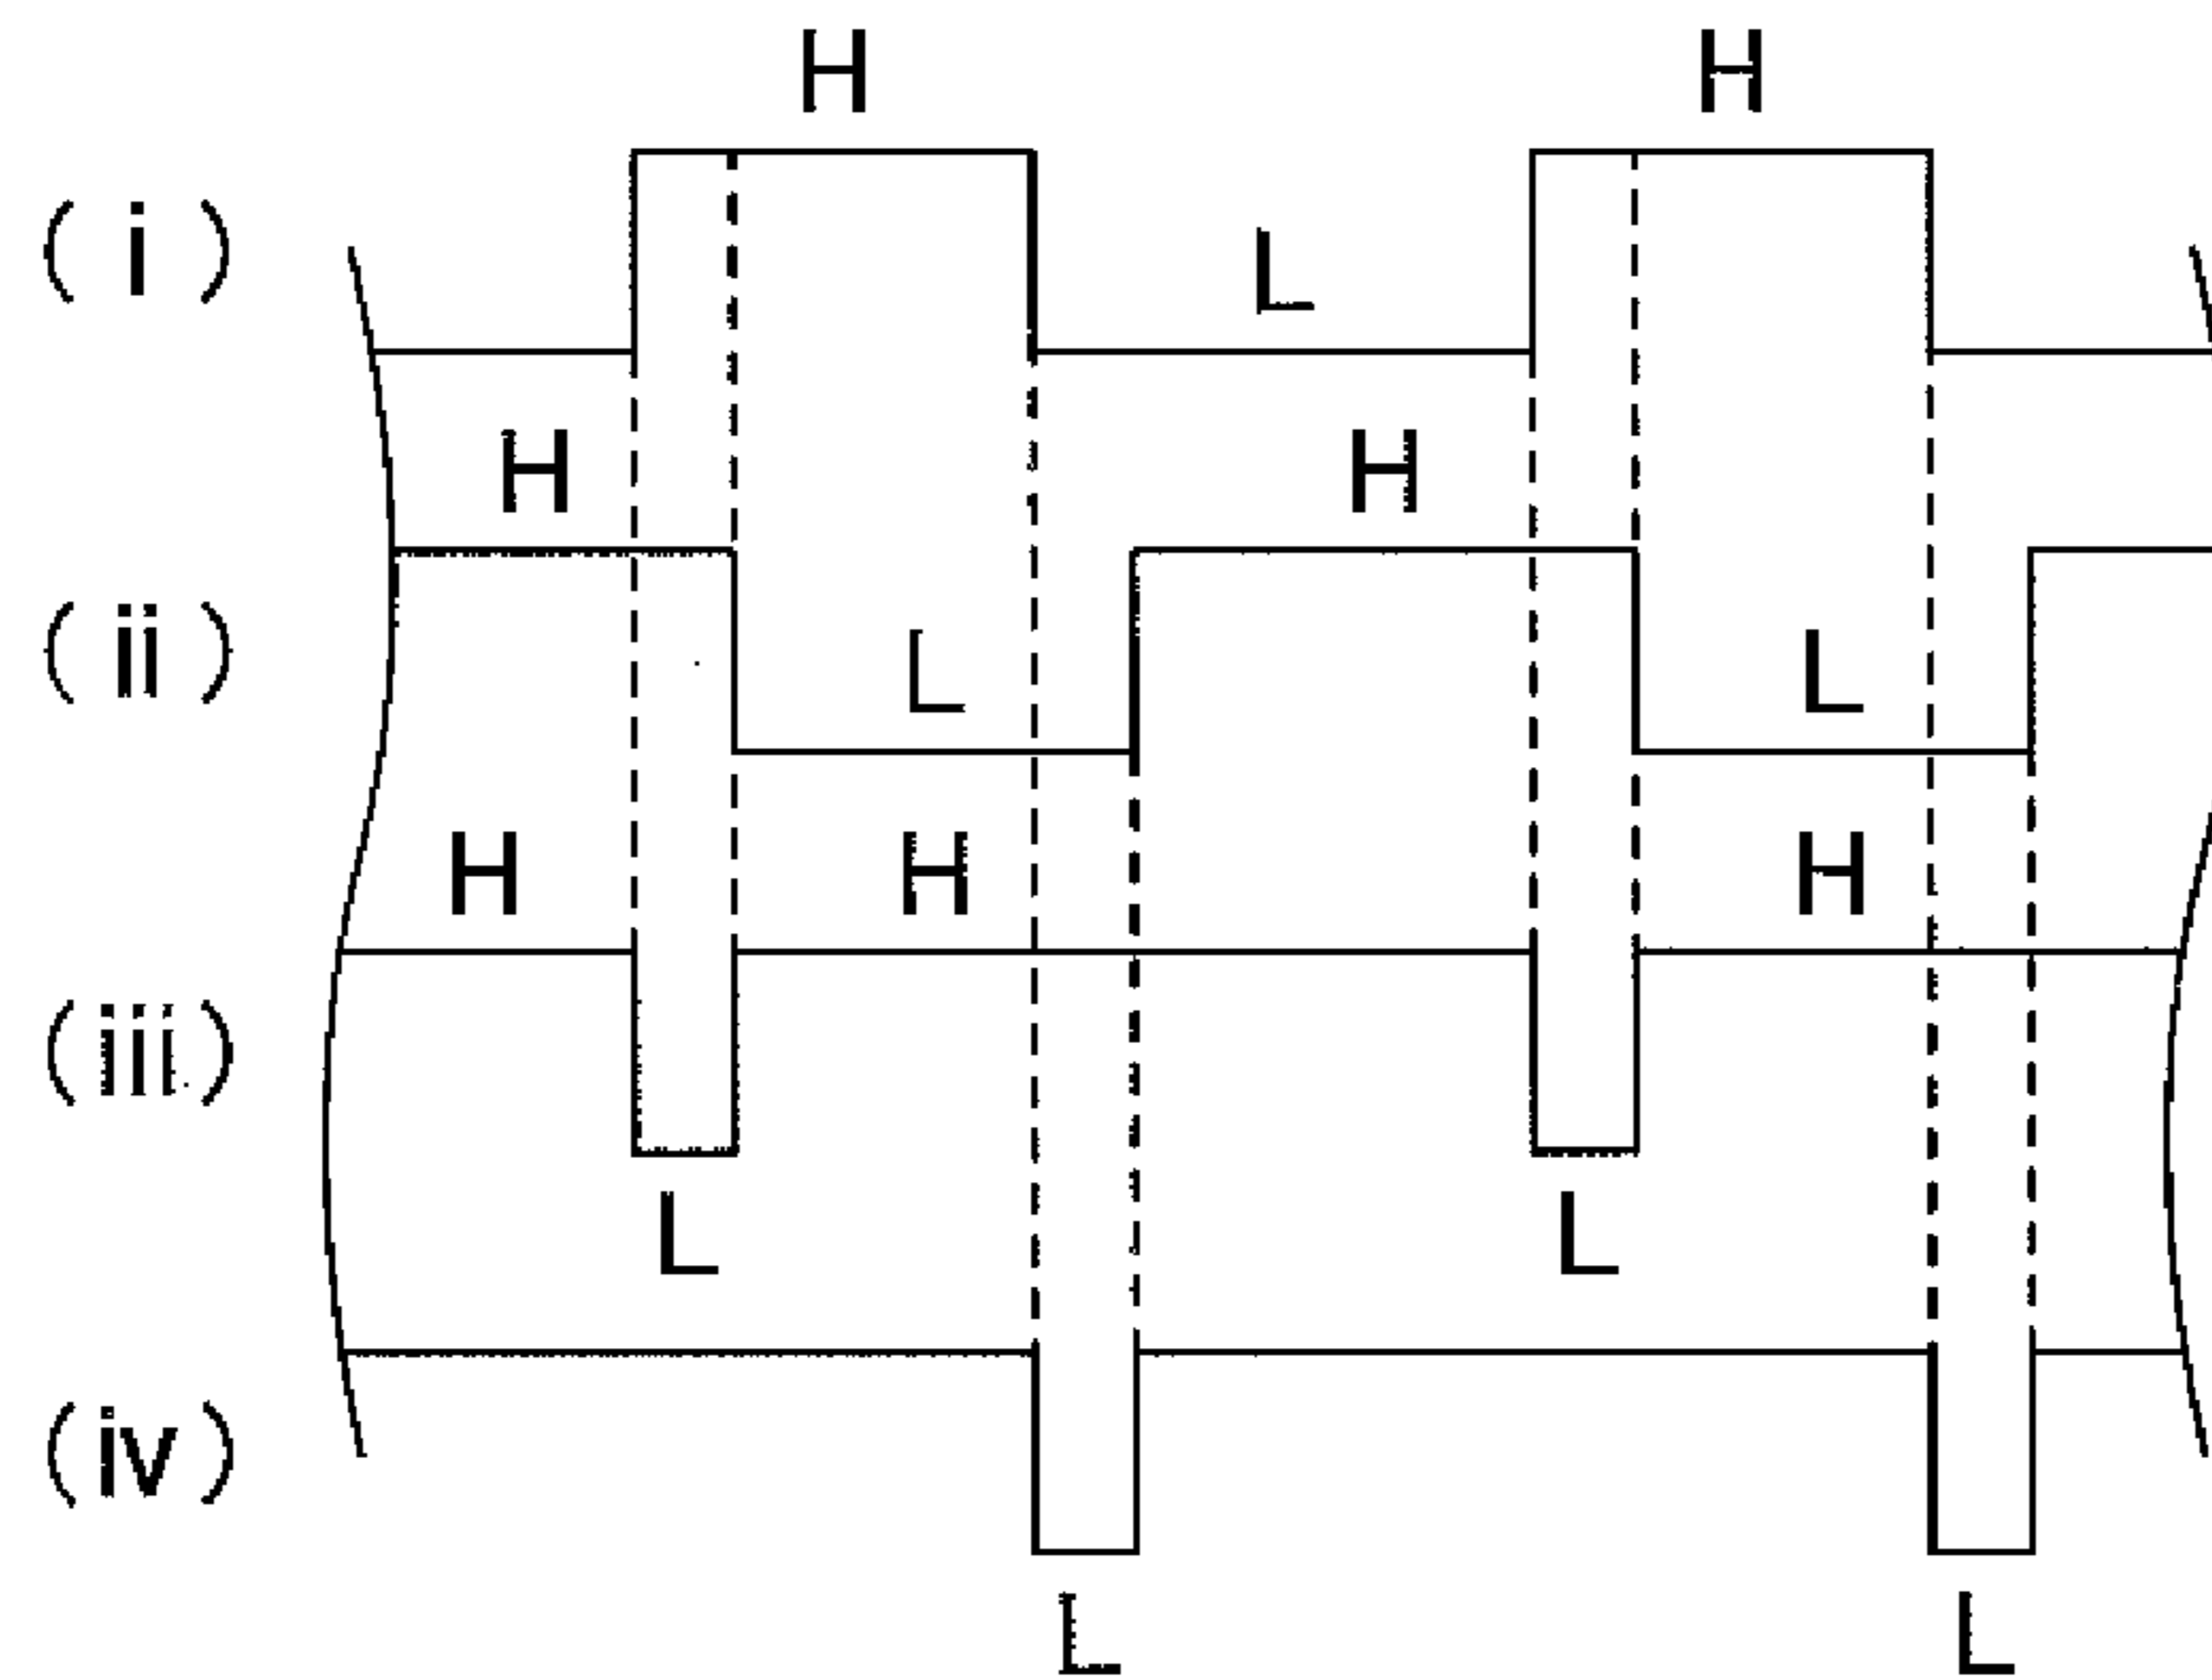 H H
( i ) L
H H
( ii ) L L
H H H
( iii )
L L
( iv )
L L